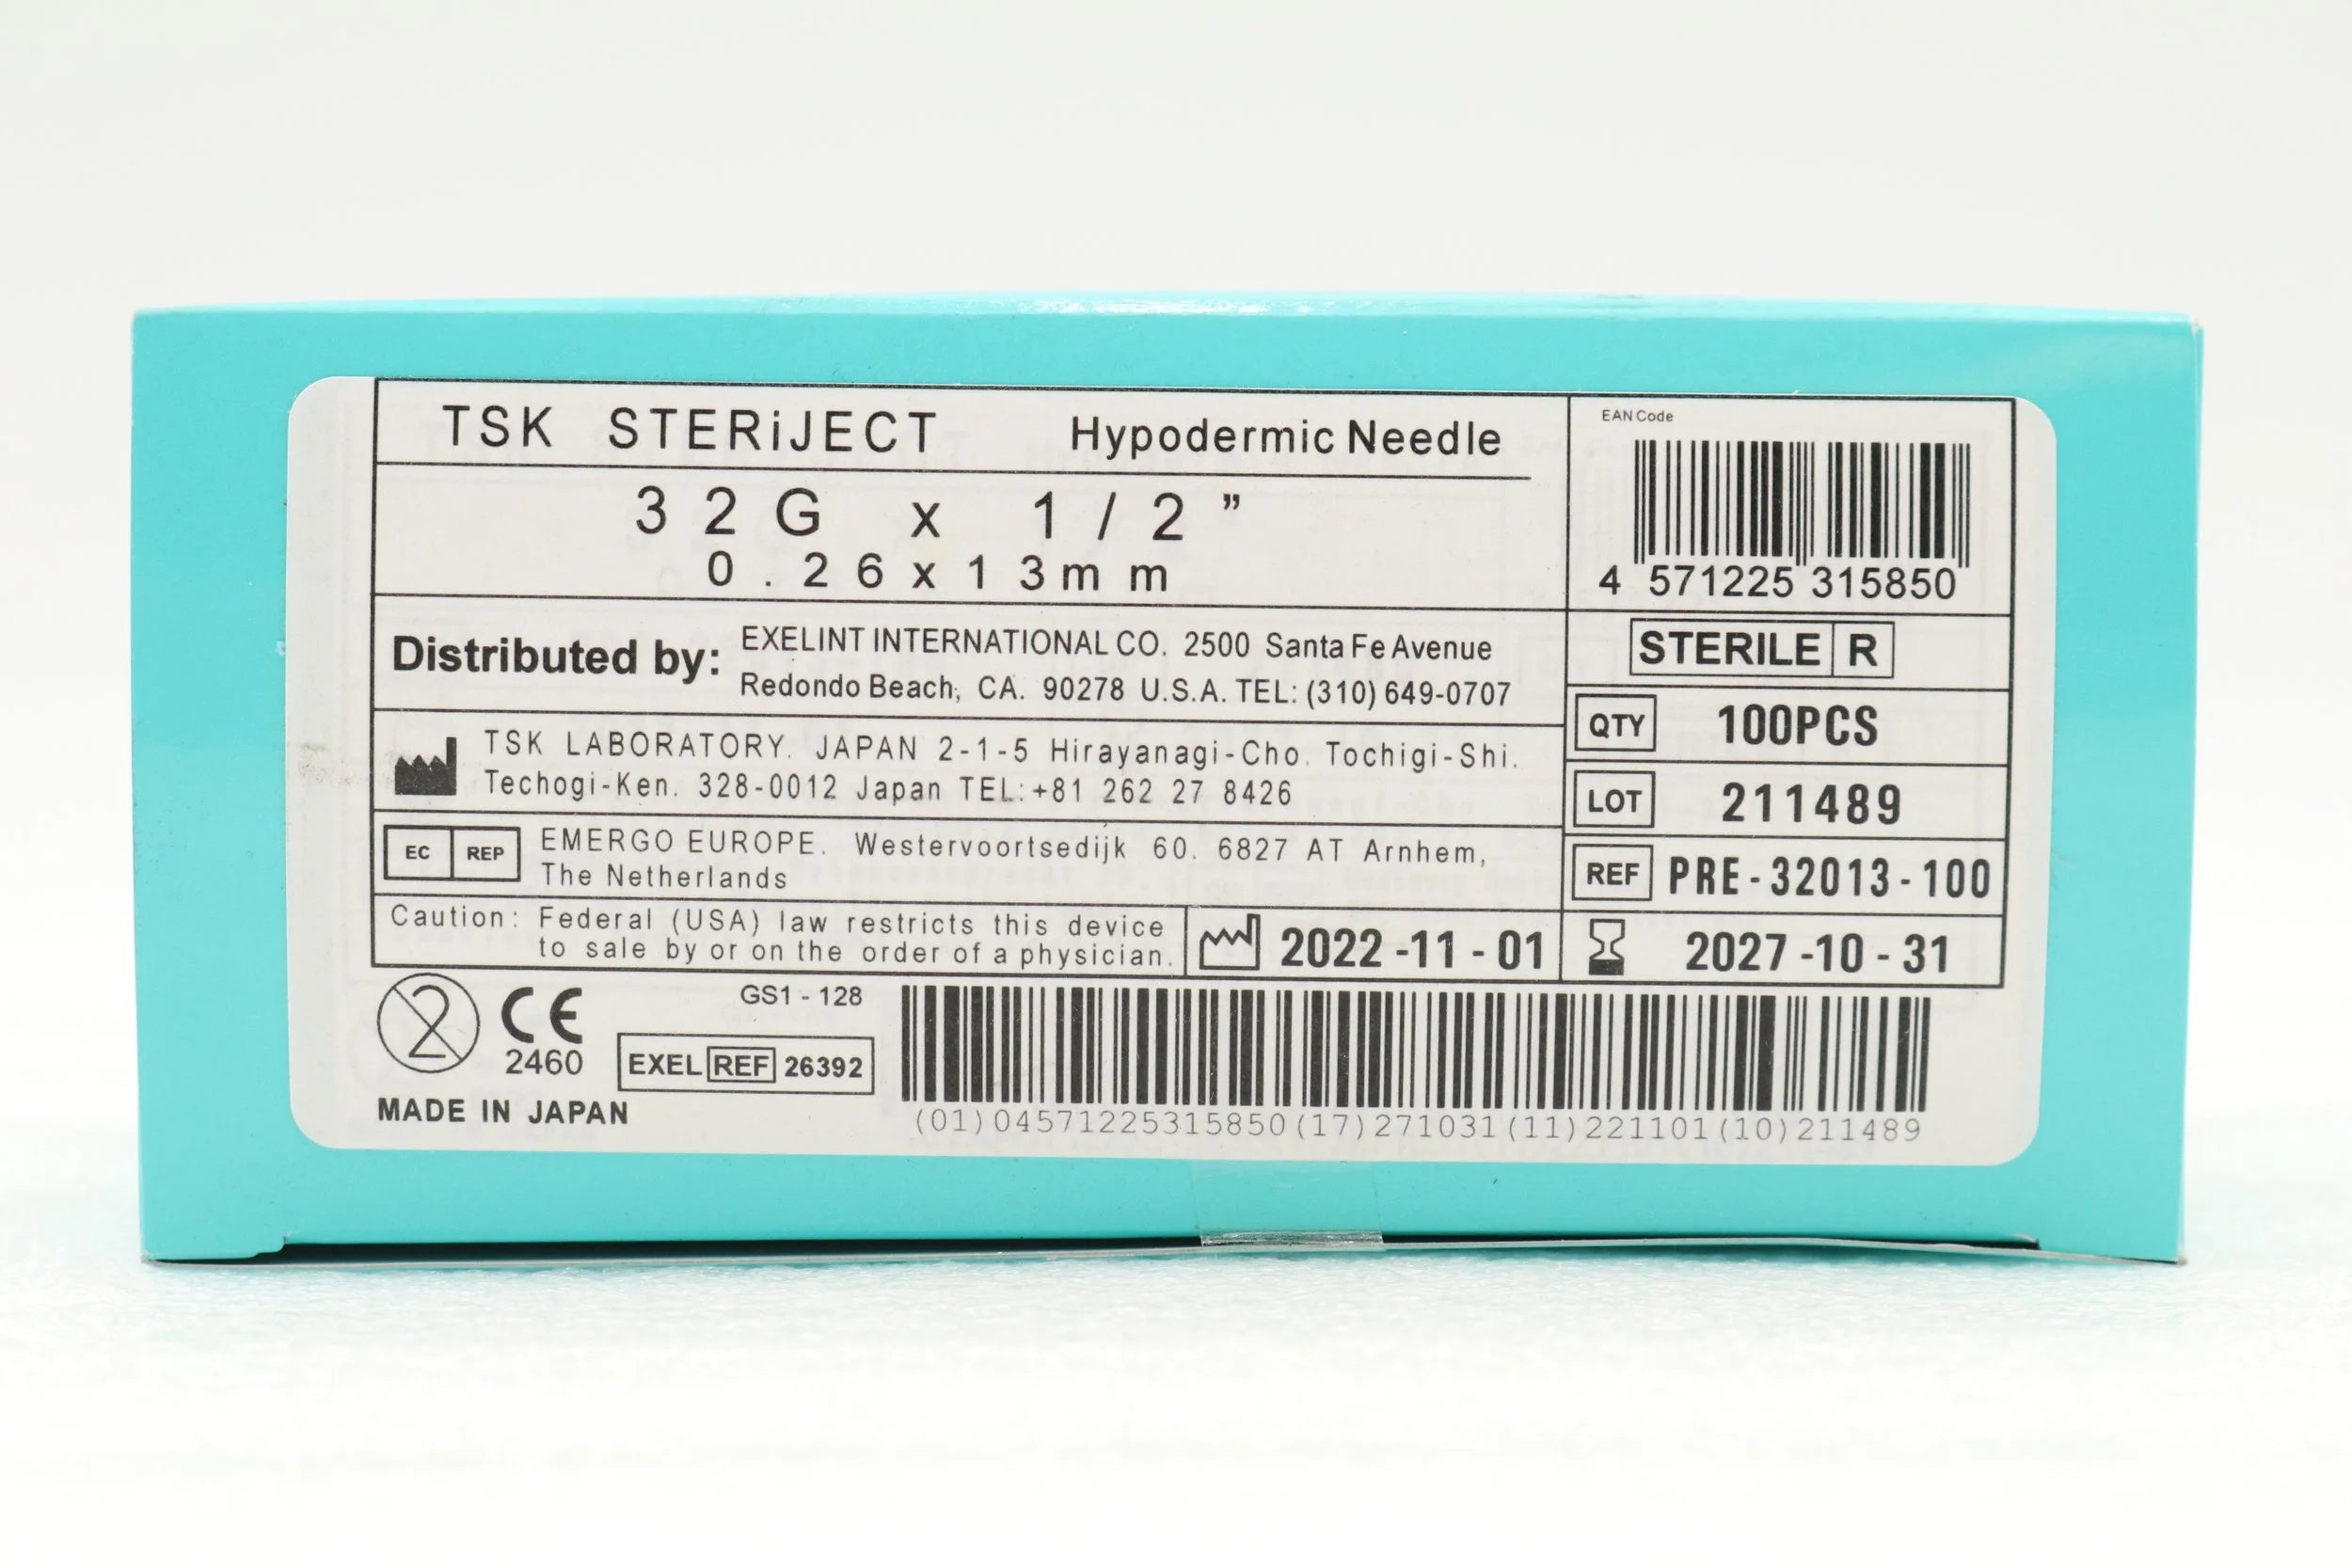 TSK STERiJECT Hypodermic Needle
32G x 1/2”
0.26x13mm
EAN Code
4 571225 315850
Distributed by: EXELINT INTERNATIONAL CO. 2500 Santa Fe Avenue
Redondo Beach, CA. 90278 U.S.A. TEL: (310) 649-0707
STERILE R
QTY 100PCS
TSK LABORATORY. JAPAN 2-1-5 Hirayanagi-Cho. Tochigi-Shi.
Techogi-Ken. 328-0012 Japan TEL:+81 262 27 8426
LOT 211489
EC REP EMERGO EUROPE. Westervoortsedijk 60. 6827 AT Arnhem,
The Netherlands
REF PRE-32013-100
Caution: Federal (USA) law restricts this device
to sale by or on the order of a physician.
2022-11-01
2027-10-31
2 CE
2460
GS1-128
EXEL REF 26392
MADE IN JAPAN
(01)04571225315850(17)271031(11)221101(10)211489